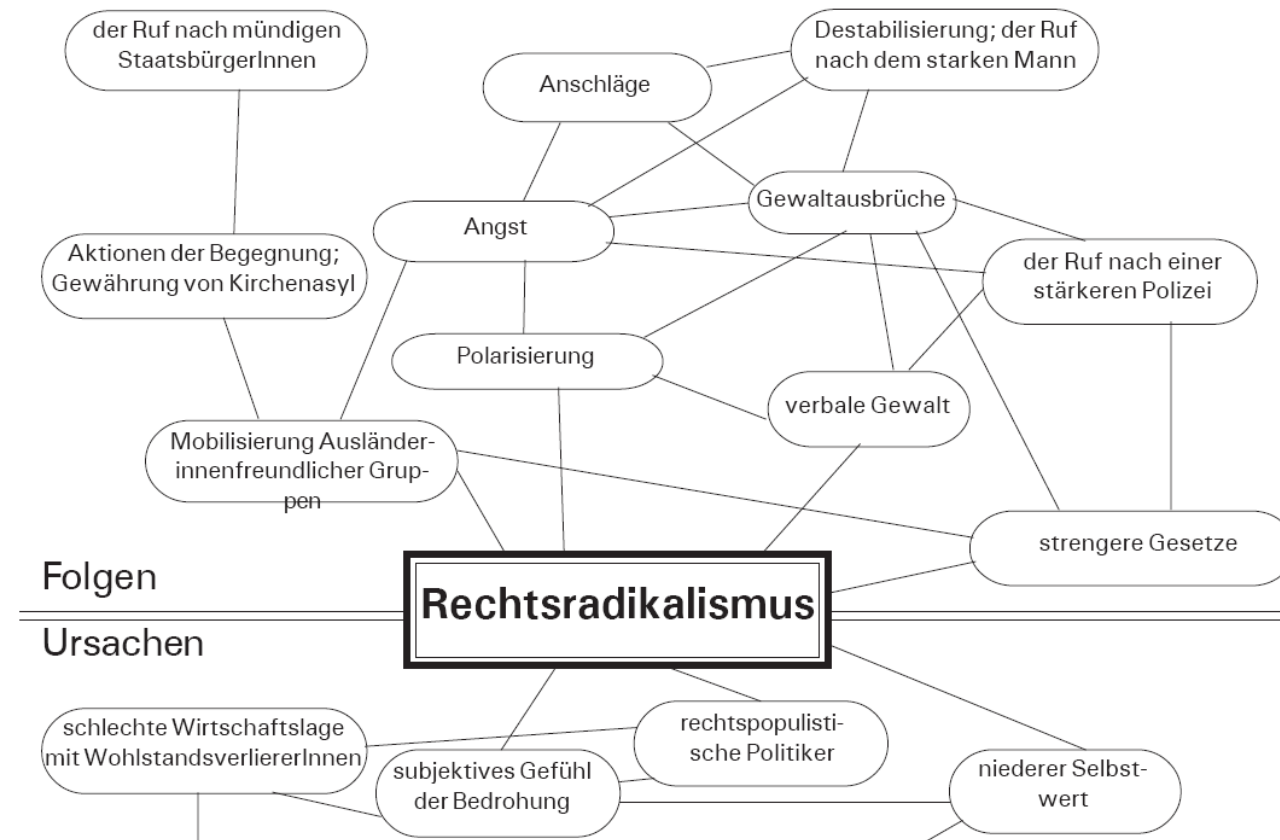 der Ruf nach mündigen
StaatsbürgerInnen
Destabilisierung; der Ruf
nach dem starken Mann
Anschläge
Gewaltausbrüche
Angst
Aktionen der Begegnung;
Gewährung von Kirchenasyl
der Ruf nach einer
stärkeren Polizei
Polarisierung
verbale Gewalt
Mobilisierung Ausländer-
innenfreundlicher Grup-
pen
strengere Gesetze
Folgen
Rechtsradikalismus
Ursachen
schlechte Wirtschaftslage
mit WohlstandsverliererInnen
rechtspopulisti-
sche Politiker
subjektives Gefühl
der Bedrohung
niederer Selbst-
wert